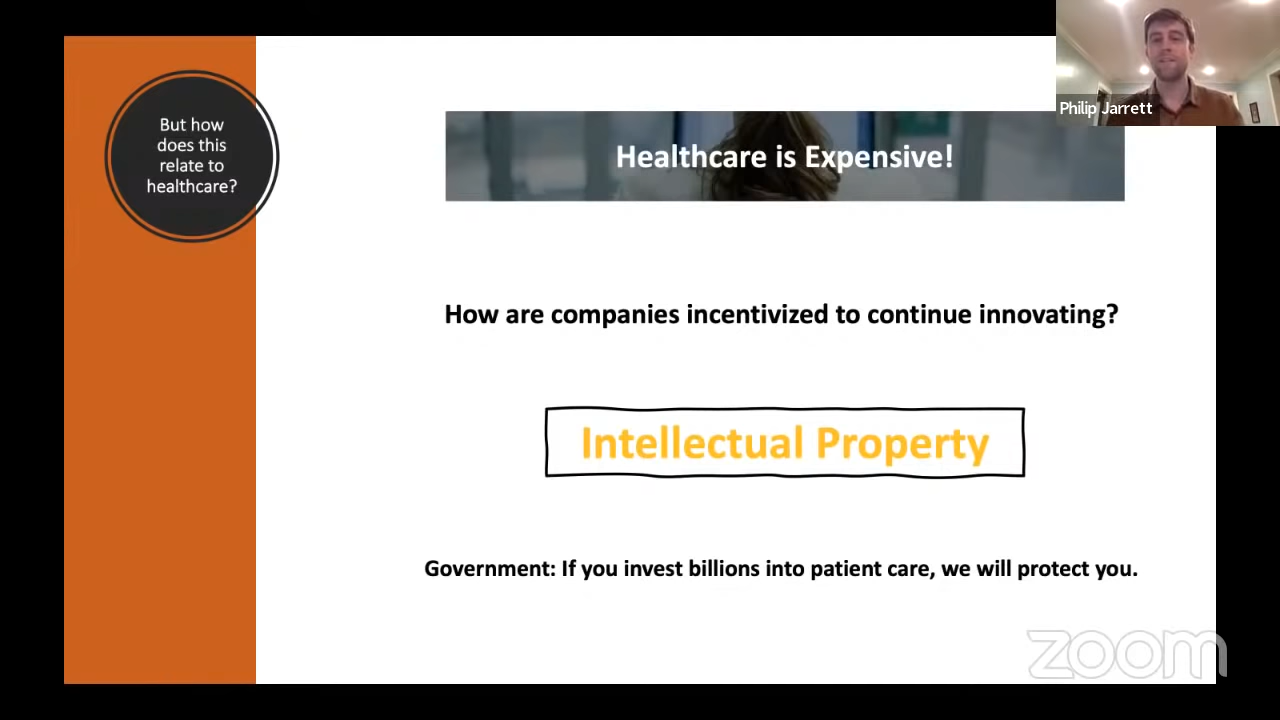 But how
does this
relate to
healthcare?
Healthcare is Expensive!
Philip Jarrett
How are companies incentivized to continue innovating?
Intellectual Property
Government: If you invest billions into patient care, we will protect you.
zoom